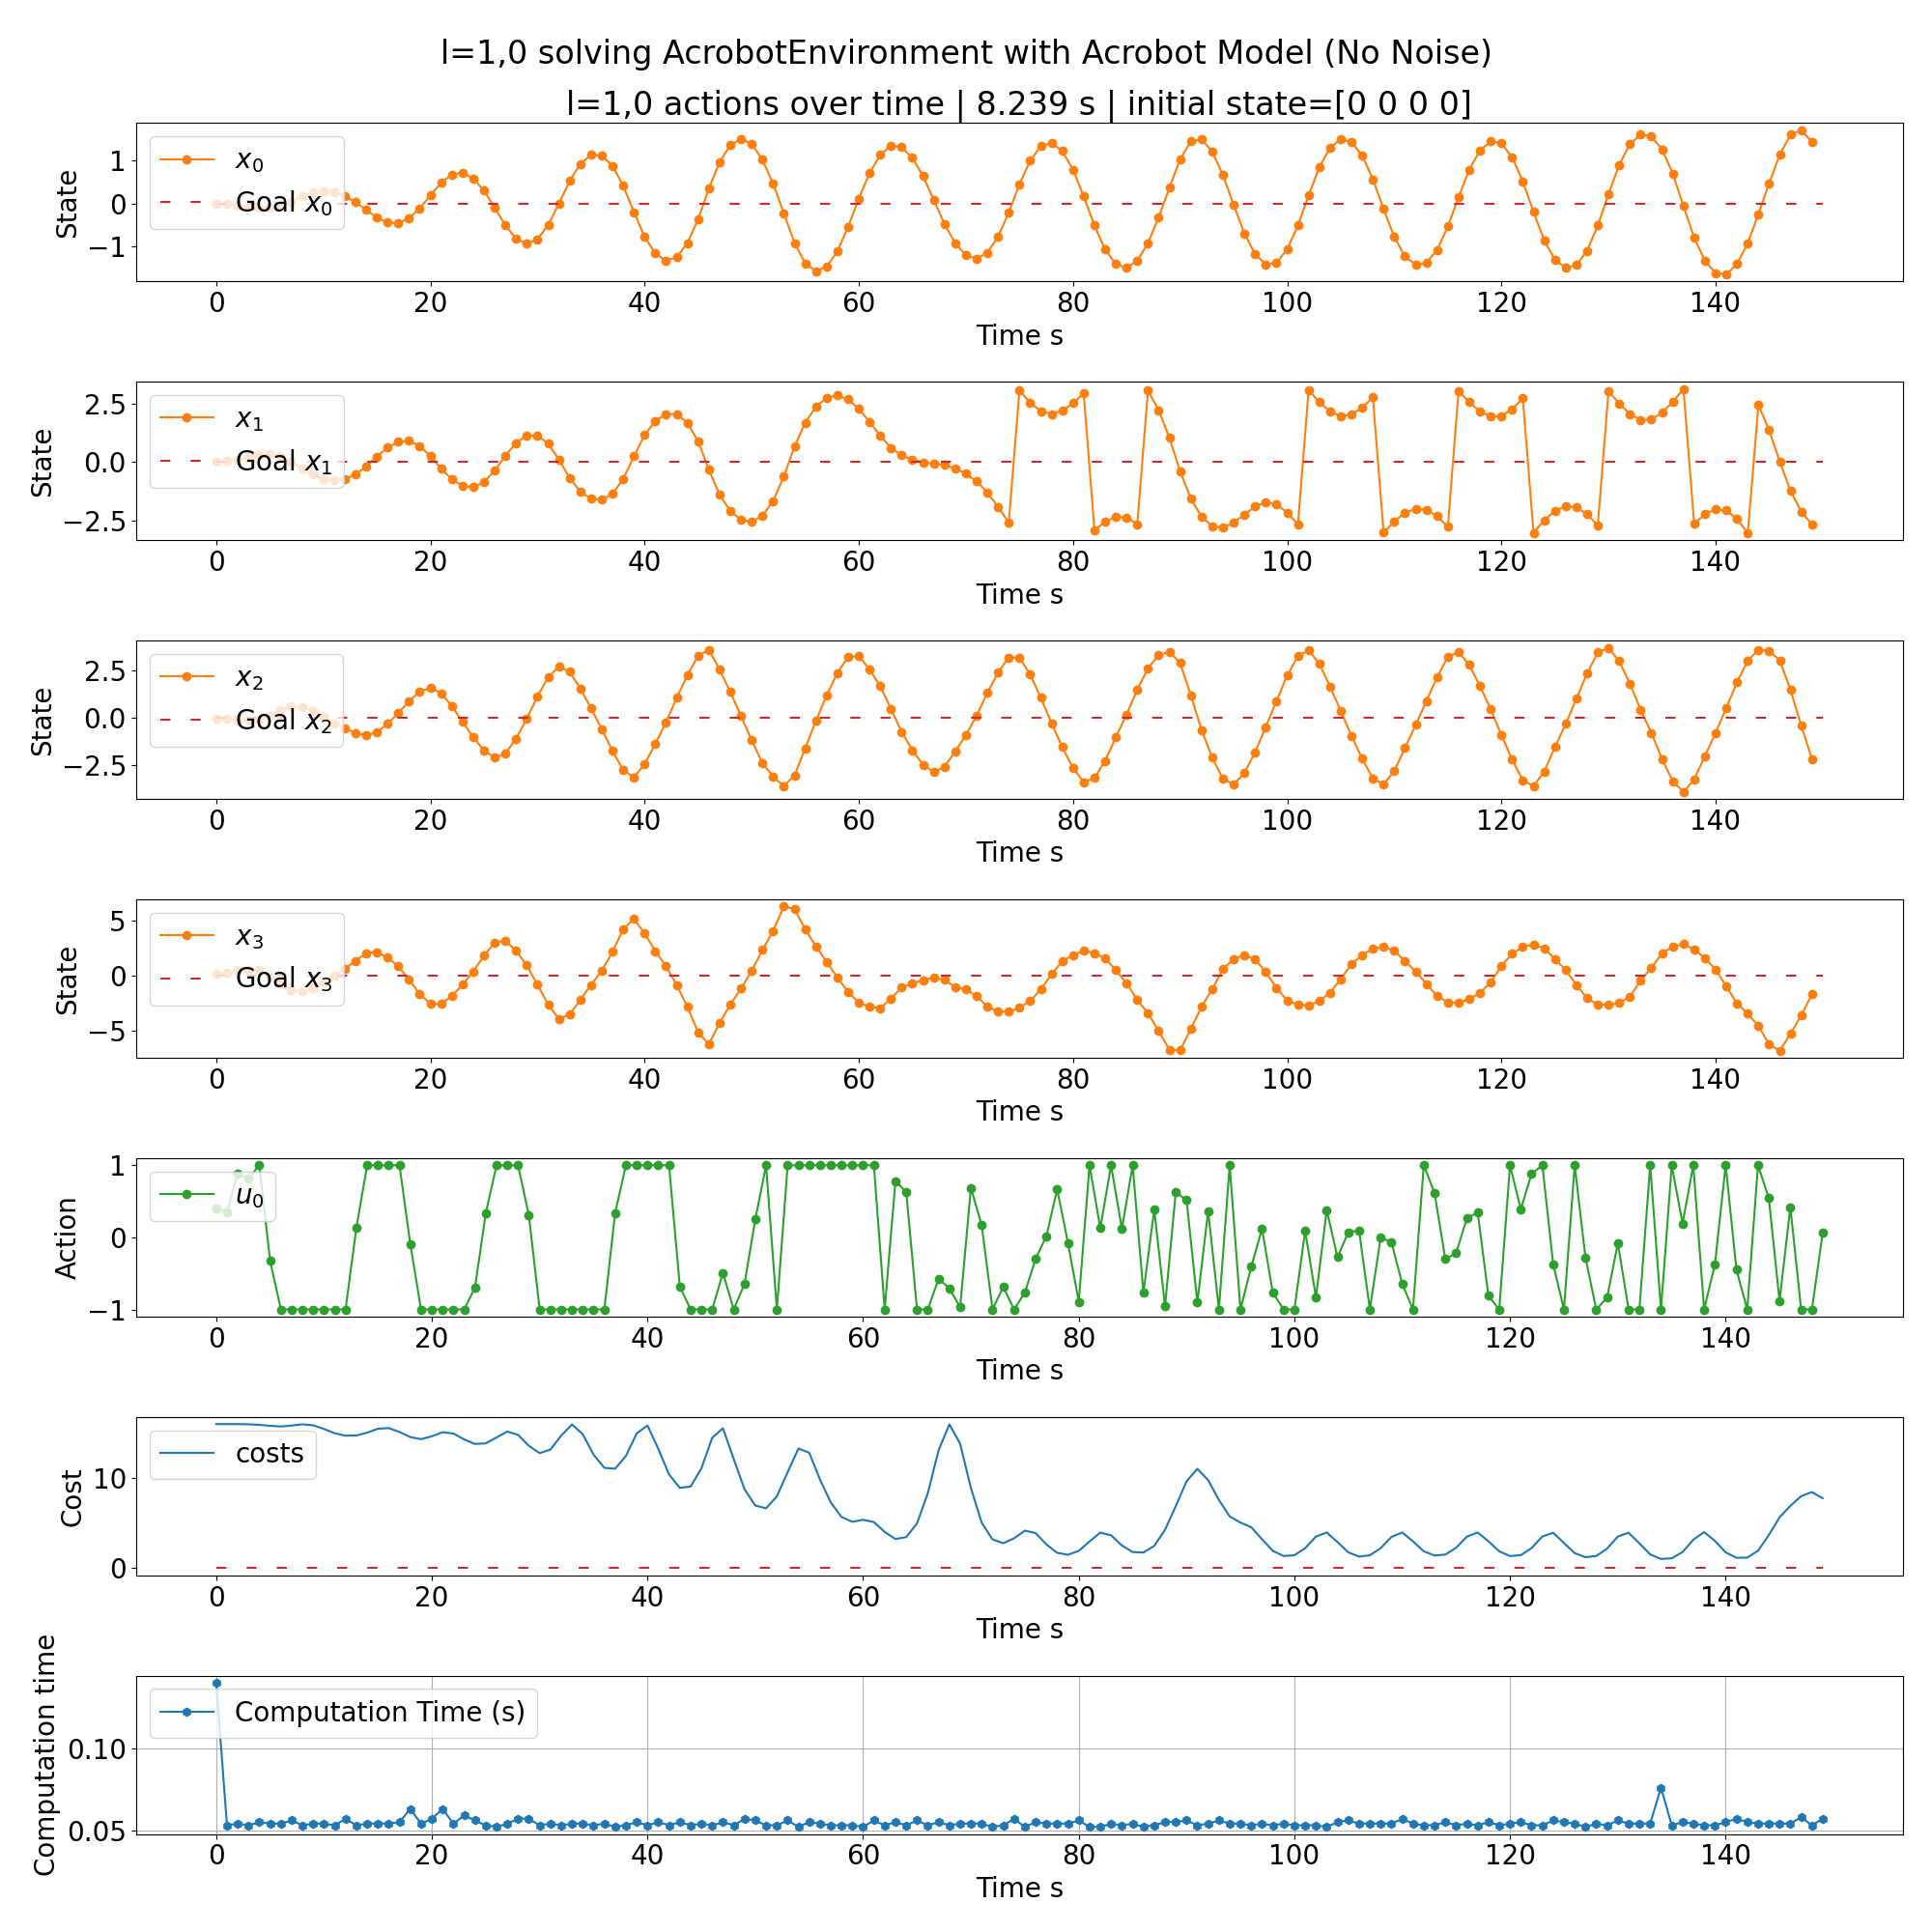 l=1,0 solving AcrobotEnvironment with Acrobot Model (No Noise)
l=1,0 actions over time | 8.239 s | initial state=[0 0 0 0]
State
1
0
−1
x₀
Goal x₀
0 20 40 60 80 100 120 140
Time s
State
2.5
0.0
−2.5
x₁
Goal x₁
0 20 40 60 80 100 120 140
Time s
State
2.5
0.0
−2.5
x₂
Goal x₂
0 20 40 60 80 100 120 140
Time s
State
5
0
−5
x₃
Goal x₃
0 20 40 60 80 100 120 140
Time s
Action
1
0
−1
u₀
0 20 40 60 80 100 120 140
Time s
Cost
10
0
costs
0 20 40 60 80 100 120 140
Time s
Computation time
0.10
0.05
Computation Time (s)
0 20 40 60 80 100 120 140
Time s